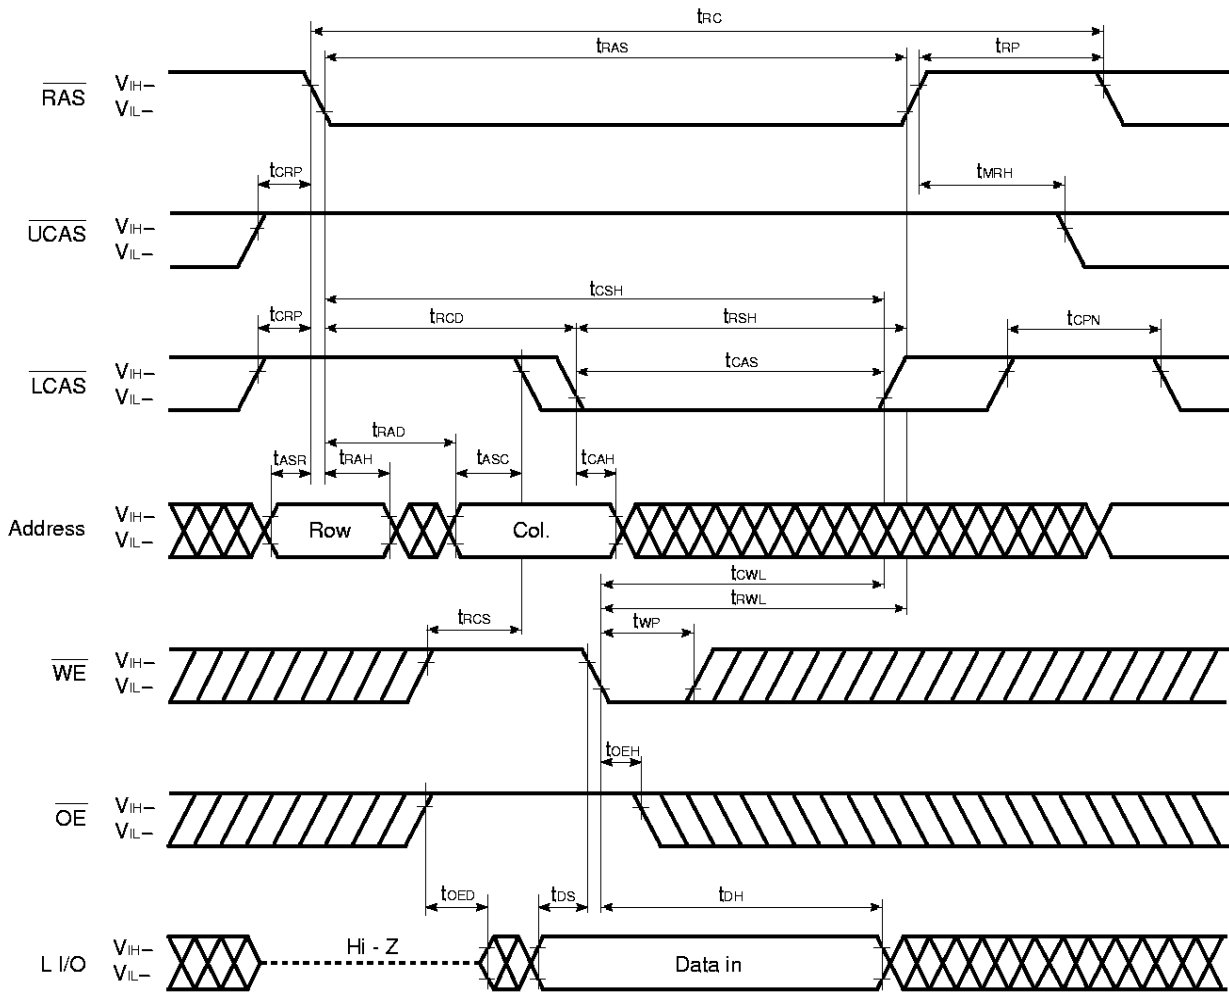 tRC
tRAS
tRP
RAS
VIH–
VIL–
tCRP
tMRH
UCAS
VIH–
VIL–
tCSH
tCRP
tRCD
tRSH
tCPN
LCAS
VIH–
VIL–
tCAS
tRAD
tASR
tRAH
tASC
tCAH
Address
VIH–
VIL–
Row
Col.
tCWL
tRWL
tRCS
tWP
WE
VIH–
VIL–
tOEH
OE
VIH–
VIL–
tOED
tDS
tDH
L I/O
VIH–
VIL–
Hi - Z
Data in